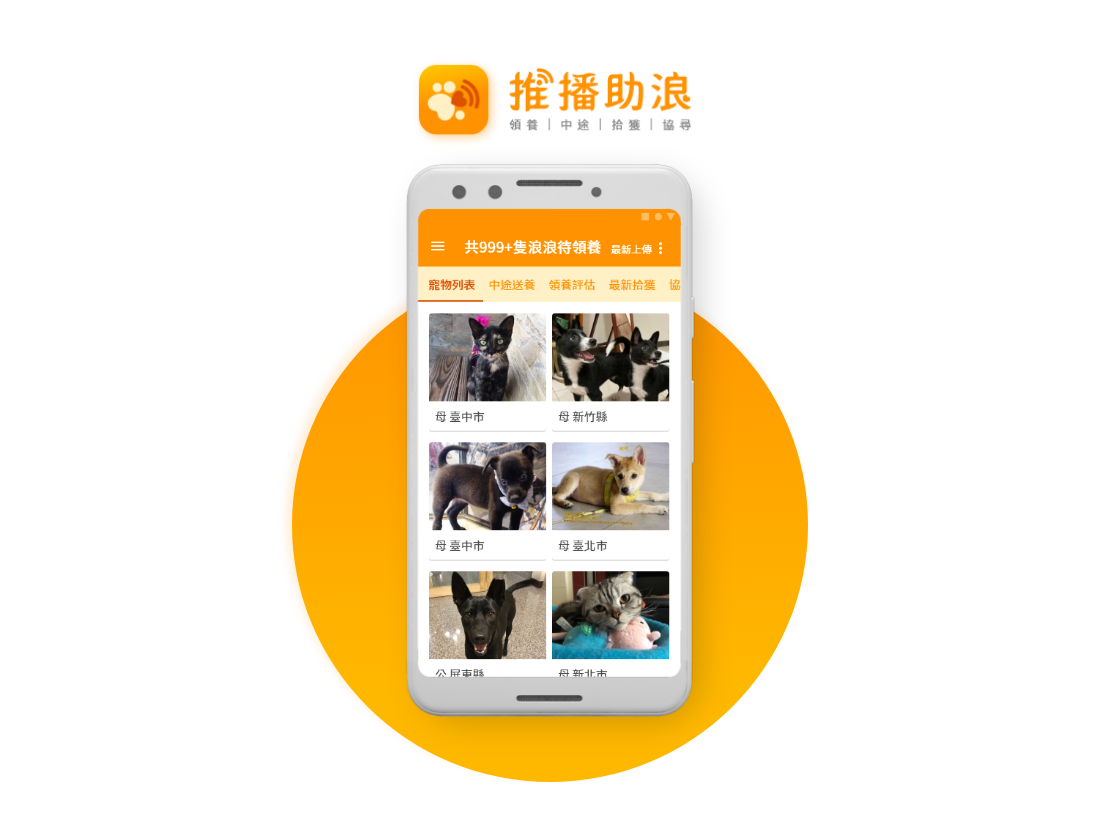 推播助浪
領養｜中途｜拾獲｜協尋
共999+隻浪浪待領養 最新上傳
寵物列表 中途送養 領養評估 最新拾獲 協
母 臺中市 母 新竹縣
母 臺中市 母 臺北市
公 屏東縣 母 新北市